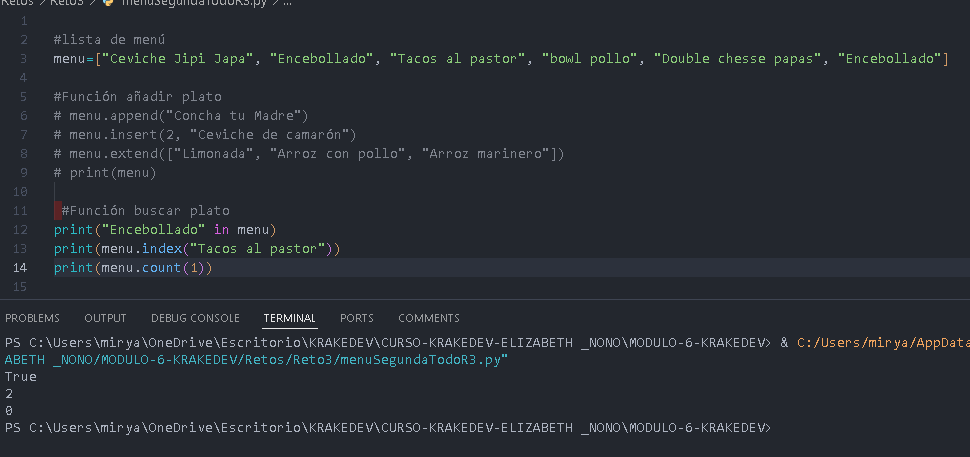 Retos > Reto3 > menuSegundaTodoR3.py > ...
1
2 #lista de menú
3 menu=["Ceviche Jipi Japa", "Encebollado", "Tacos al pastor", "bowl pollo", "Double chesse papas", "Encebollado"]
4
5 #Función añadir plato
6 # menu.append("Concha tu Madre")
7 # menu.insert(2, "Ceviche de camarón")
8 # menu.extend(["Limonada", "Arroz con pollo", "Arroz marinero"])
9 # print(menu)
10
11 #Función buscar plato
12 print("Encebollado" in menu)
13 print(menu.index("Tacos al pastor"))
14 print(menu.count(1))
15
PROBLEMS OUTPUT DEBUG CONSOLE TERMINAL PORTS COMMENTS
PS C:\Users\mirya\OneDrive\Escritorio\KRAKEDEV\CURSO-KRAKEDEV-ELIZABETH _NONO\MODULO-6-KRAKEDEV> & C:/Users/mirya/AppData
ABETH _NONO/MODULO-6-KRAKEDEV/Retos/Reto3/menuSegundaTodoR3.py"
True
2
0
PS C:\Users\mirya\OneDrive\Escritorio\KRAKEDEV\CURSO-KRAKEDEV-ELIZABETH _NONO\MODULO-6-KRAKEDEV>